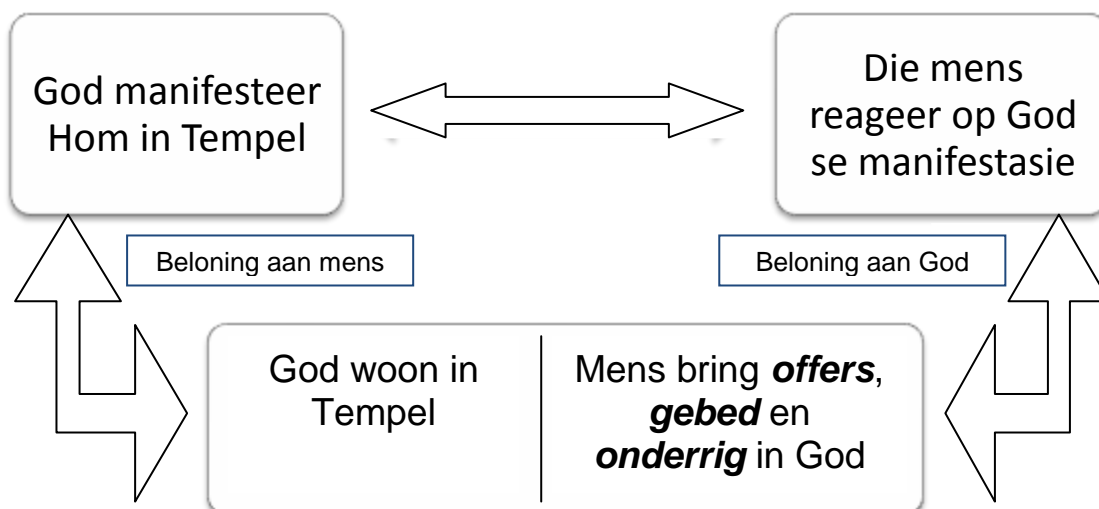 God manifesteer
Hom in Tempel
Die mens
reageer op God
se manifestasie
Beloning aan mens
Beloning aan God
God woon in
Tempel
Mens bring offers,
gebed en
onderrig in God